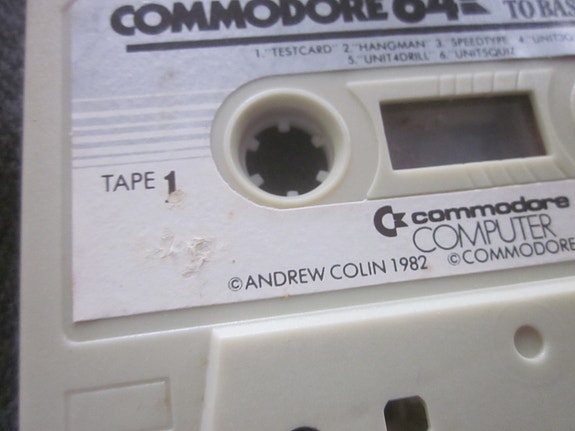 COMMODORE 64
TO BAS
1. "TESTCARD" 2. "HANGMAN" 3. SPEEDTYPE 4.
5. "UNIT4DRILL" 6. "UNIT5QUIZ
TAPE 1
commodore
COMPUTER
©ANDREW COLIN 1982 ©COMMODORE